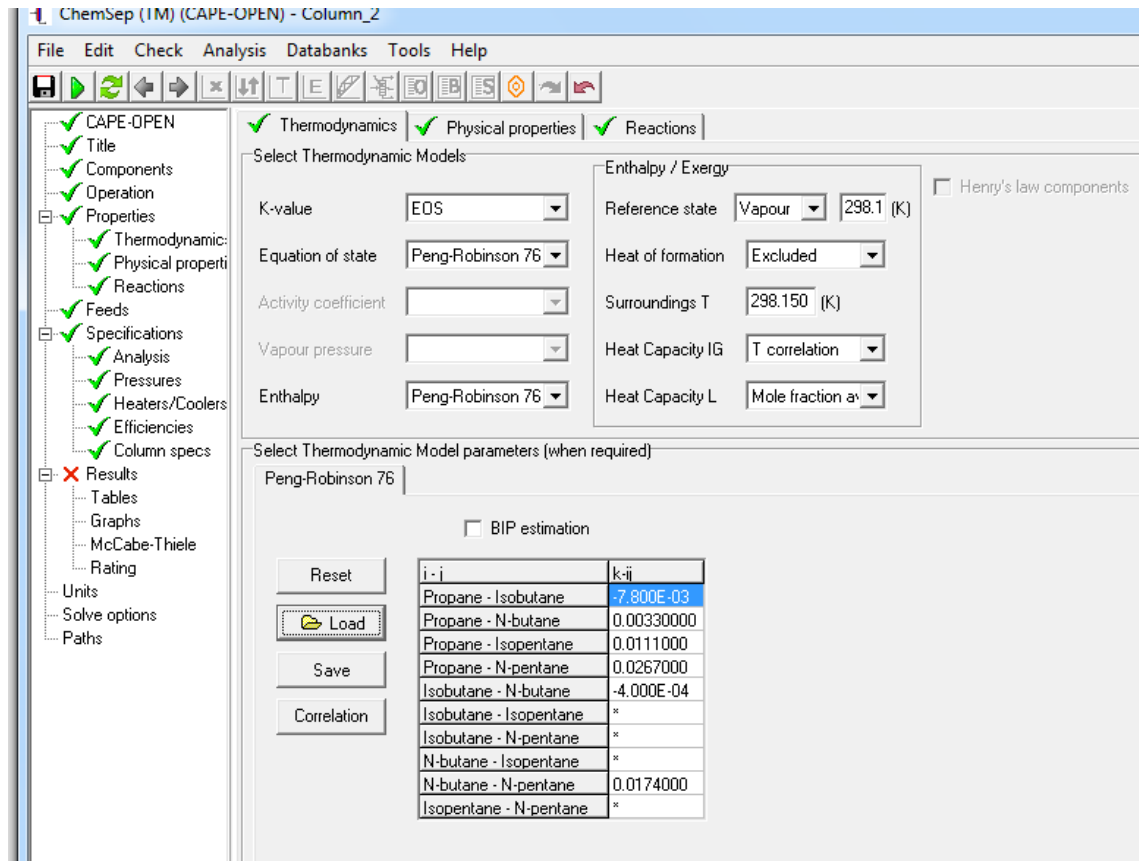 ChemSep (TM) (CAPE-OPEN) - Column_2
File Edit Check Analysis Databanks Tools Help
CAPE-OPEN
Title
Components
Operation
Properties
Thermodynamic:
Physical properti
Reactions
Feeds
Specifications
Analysis
Pressures
Heaters/Coolers
Efficiencies
Column specs
Results
Tables
Graphs
McCabe-Thiele
Rating
Units
Solve options
Paths
Thermodynamics Physical properties Reactions
Select Thermodynamic Models
K-value EOS
Equation of state Peng-Robinson 76
Activity coefficient
Vapour pressure
Enthalpy Peng-Robinson 76
Enthalpy / Exergy
Reference state Vapour 298.1 (K)
Heat of formation Excluded
Surroundings T 298.150 (K)
Heat Capacity IG T correlation
Heat Capacity L Mole fraction av
Henry's law components
Select Thermodynamic Model parameters (when required)
Peng-Robinson 76
BIP estimation
Reset
Load
Save
Correlation
i - j k-ij
Propane - Isobutane -7.800E-03
Propane - N-butane 0.00330000
Propane - Isopentane 0.0111000
Propane - N-pentane 0.0267000
Isobutane - N-butane -4.000E-04
Isobutane - Isopentane *
Isobutane - N-pentane *
N-butane - Isopentane *
N-butane - N-pentane 0.0174000
Isopentane - N-pentane *